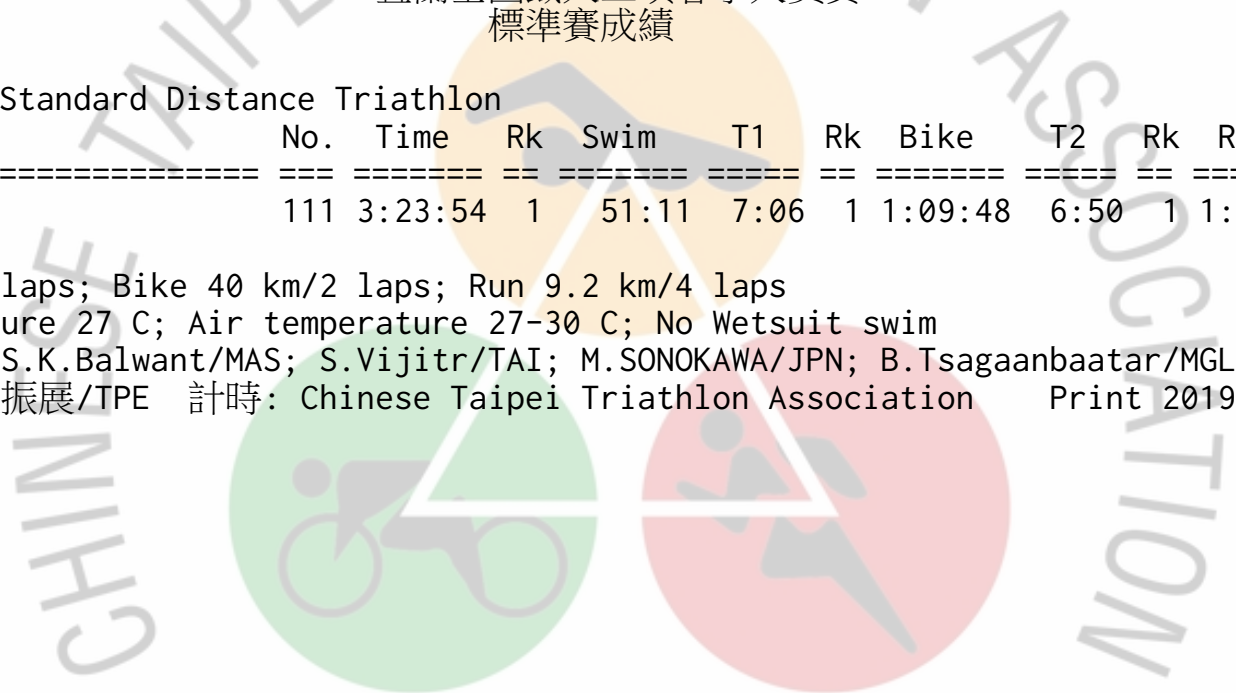 標準賽成績
Standard Distance Triathlon
No. Time Rk Swim T1 Rk Bike T2 Rk R
============== === ======= == ======= ===== == ======= ===== == ===
111 3:23:54 1 51:11 7:06 1 1:09:48 6:50 1 1:
laps; Bike 40 km/2 laps; Run 9.2 km/4 laps
ure 27 C; Air temperature 27-30 C; No Wetsuit swim
S.K.Balwant/MAS; S.Vijitr/TAI; M.SONOKAWA/JPN; B.Tsagaanbaatar/MGL
振展/TPE 計時: Chinese Taipei Triathlon Association Print 2019
CHINESE TAIPE ASSOCIATION